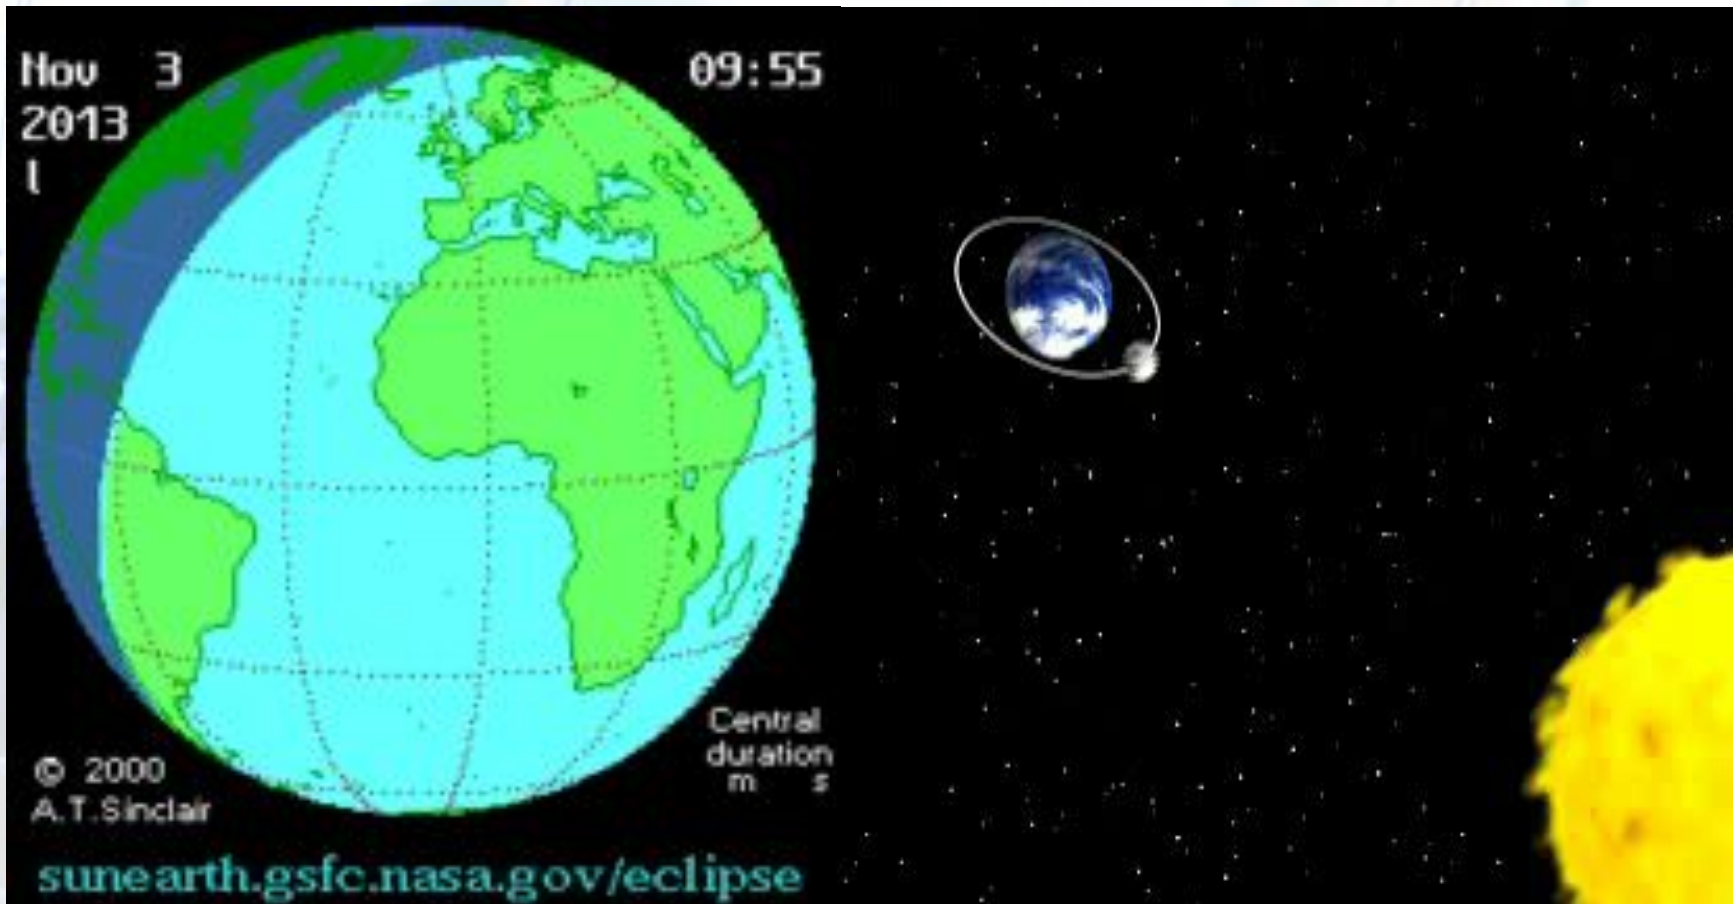 Nov 3 09:55
2013
l
Central
duration
m s
© 2000
A.T.Sinclair
sunearth.gsfc.nasa.gov/eclipse